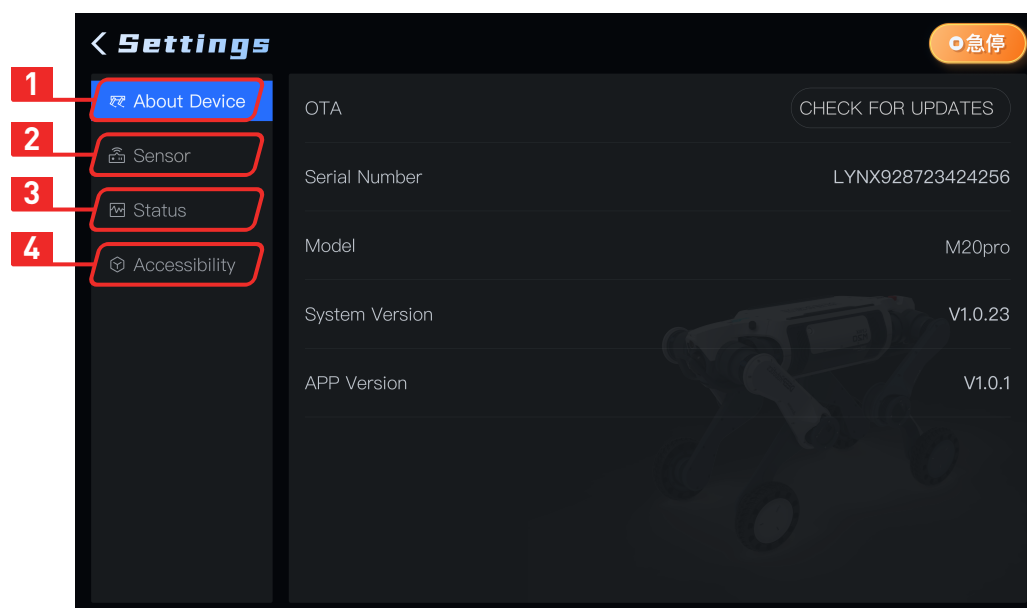 Settings
急停
1
About Device
2
Sensor
3
Status
4
Accessibility
OTA
CHECK FOR UPDATES
Serial Number
LYNX928723424256
Model
M20pro
System Version
V1.0.23
APP Version
V1.0.1